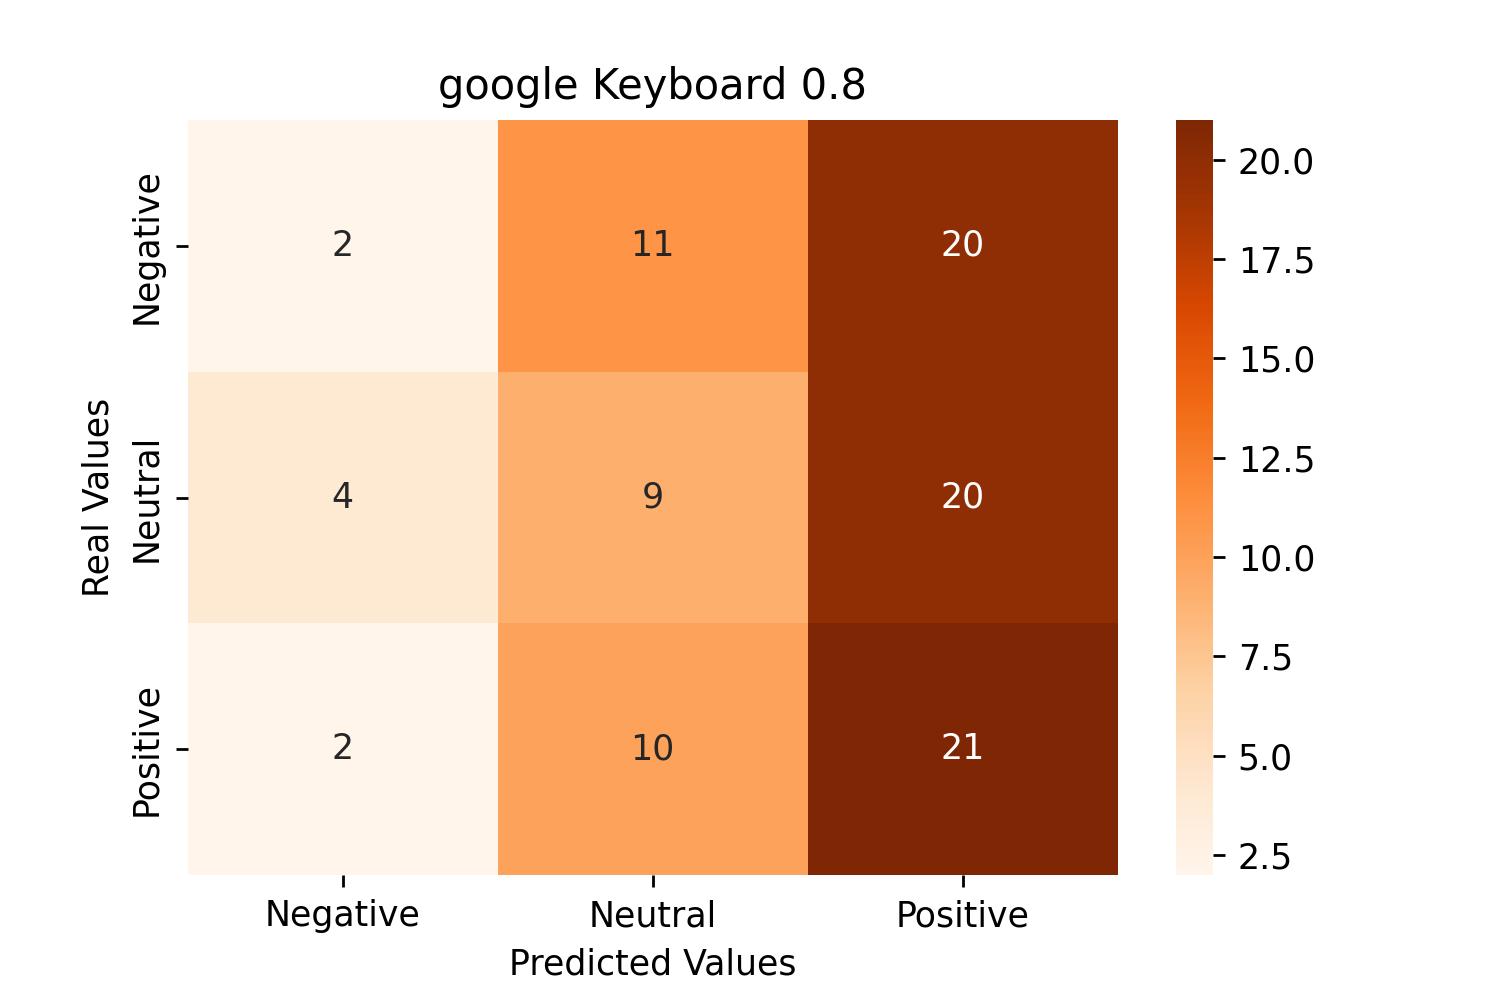 google Keyboard 0.8
Real Values
Negative
2 11 20
Neutral
4 9 20
Positive
2 10 21
Negative Neutral Positive
Predicted Values
20.0
17.5
15.0
12.5
10.0
7.5
5.0
2.5